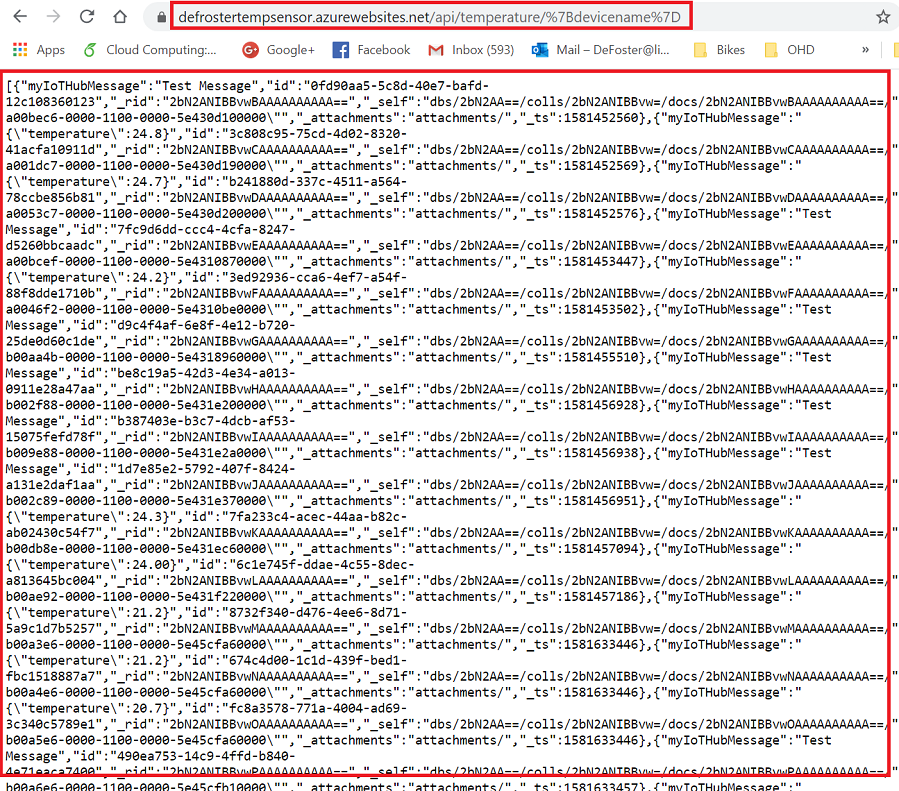 defrostertempsensor.azurewebsites.net/api/temperature/%7Bdevicename%7D
Apps Cloud Computing:... Google+ Facebook Inbox (593) Mail – DeFoster@li... Bikes OHD »
[{"myIoTHubMessage":"Test Message","id":"0fd90aa5-5c8d-40e7-bafd-
12c108360123","_rid":"2bN2ANIBBvwBAAAAAAAAAA==","_self":"dbs/2bN2AA==/colls/2bN2ANIBBvw=/docs/2bN2ANIBBvwBAAAAAAAAAA==/"
a00bec6-0000-1100-0000-5e430d100000\"","_attachments":"attachments/","_ts":1581452560},{"myIoTHubMessage":"
{\"temperature\":24.8}","id":"3c808c95-75cd-4d02-8320-
41acfa10911d","_rid":"2bN2ANIBBvwCAAAAAAAAAA==","_self":"dbs/2bN2AA==/colls/2bN2ANIBBvw=/docs/2bN2ANIBBvwCAAAAAAAAAA==/"
a001dc7-0000-1100-0000-5e430d190000\"","_attachments":"attachments/","_ts":1581452569},{"myIoTHubMessage":"
{\"temperature\":24.7}","id":"b241880d-337c-4511-a564-
78ccbe856b81","_rid":"2bN2ANIBBvwDAAAAAAAAAA==","_self":"dbs/2bN2AA==/colls/2bN2ANIBBvw=/docs/2bN2ANIBBvwDAAAAAAAAAA==/"
a0053c7-0000-1100-0000-5e430d200000\"","_attachments":"attachments/","_ts":1581452576},{"myIoTHubMessage":"Test
Message","id":"7fc9d6dd-ccc4-4cfa-8247-
d5260bbcaadc","_rid":"2bN2ANIBBvwEAAAAAAAAAA==","_self":"dbs/2bN2AA==/colls/2bN2ANIBBvw=/docs/2bN2ANIBBvwEAAAAAAAAAA==/"
a00bcef-0000-1100-0000-5e4310870000\"","_attachments":"attachments/","_ts":1581453447},{"myIoTHubMessage":"
{\"temperature\":24.2}","id":"3ed92936-cca6-4ef7-a54f-
88f8dde1710b","_rid":"2bN2ANIBBvwFAAAAAAAAAA==","_self":"dbs/2bN2AA==/colls/2bN2ANIBBvw=/docs/2bN2ANIBBvwFAAAAAAAAAA==/"
a0046f2-0000-1100-0000-5e4310be0000\"","_attachments":"attachments/","_ts":1581453502},{"myIoTHubMessage":"Test
Message","id":"d9c4f4af-6e8f-4e12-b720-
25de0d60c1de","_rid":"2bN2ANIBBvwGAAAAAAAAAA==","_self":"dbs/2bN2AA==/colls/2bN2ANIBBvw=/docs/2bN2ANIBBvwGAAAAAAAAAA==/"
b00aa4b-0000-1100-0000-5e4318960000\"","_attachments":"attachments/","_ts":1581455510},{"myIoTHubMessage":"Test
Message","id":"be8c19a5-42d3-4e34-a013-
0911e28a47aa","_rid":"2bN2ANIBBvwHAAAAAAAAAA==","_self":"dbs/2bN2AA==/colls/2bN2ANIBBvw=/docs/2bN2ANIBBvwHAAAAAAAAAA==/"
b002f88-0000-1100-0000-5e431e200000\"","_attachments":"attachments/","_ts":1581456928},{"myIoTHubMessage":"Test
Message","id":"b387403e-b3c7-4dcb-af53-
15075fefd78f","_rid":"2bN2ANIBBvwIAAAAAAAAAA==","_self":"dbs/2bN2AA==/colls/2bN2ANIBBvw=/docs/2bN2ANIBBvwIAAAAAAAAAA==/"
b009e88-0000-1100-0000-5e431e2a0000\"","_attachments":"attachments/","_ts":1581456938},{"myIoTHubMessage":"Test
Message","id":"1d7e85e2-5792-407f-8424-
a131e2daf1aa","_rid":"2bN2ANIBBvwJAAAAAAAAAA==","_self":"dbs/2bN2AA==/colls/2bN2ANIBBvw=/docs/2bN2ANIBBvwJAAAAAAAAAA==/"
b002c89-0000-1100-0000-5e431e370000\"","_attachments":"attachments/","_ts":1581456951},{"myIoTHubMessage":"
{\"temperature\":24.3}","id":"7fa233c4-acec-44aa-b82c-
ab02430c54f7","_rid":"2bN2ANIBBvwKAAAAAAAAAA==","_self":"dbs/2bN2AA==/colls/2bN2ANIBBvw=/docs/2bN2ANIBBvwKAAAAAAAAAA==/"
b00db8e-0000-1100-0000-5e431ec60000\"","_attachments":"attachments/","_ts":1581457094},{"myIoTHubMessage":"
{\"temperature\":24.00}","id":"6c1e745f-ddae-4c55-8dec-
a813645bc004","_rid":"2bN2ANIBBvwLAAAAAAAAAA==","_self":"dbs/2bN2AA==/colls/2bN2ANIBBvw=/docs/2bN2ANIBBvwLAAAAAAAAAA==/"
b00ae92-0000-1100-0000-5e431f220000\"","_attachments":"attachments/","_ts":1581457186},{"myIoTHubMessage":"
{\"temperature\":21.2}","id":"8732f340-d476-4ee6-8d71-
5a9c1d7b5257","_rid":"2bN2ANIBBvwMAAAAAAAAAA==","_self":"dbs/2bN2AA==/colls/2bN2ANIBBvw=/docs/2bN2ANIBBvwMAAAAAAAAAA==/"
b00a3e6-0000-1100-0000-5e45cfa60000\"","_attachments":"attachments/","_ts":1581633446},{"myIoTHubMessage":"
{\"temperature\":21.2}","id":"674c4d00-1c1d-439f-bed1-
fbc1518887a7","_rid":"2bN2ANIBBvwNAAAAAAAAAA==","_self":"dbs/2bN2AA==/colls/2bN2ANIBBvw=/docs/2bN2ANIBBvwNAAAAAAAAAA==/"
b00a4e6-0000-1100-0000-5e45cfa60000\"","_attachments":"attachments/","_ts":1581633446},{"myIoTHubMessage":"
{\"temperature\":20.7}","id":"fc8a3578-771a-4004-ad69-
3c340c5789e1","_rid":"2bN2ANIBBvwOAAAAAAAAAA==","_self":"dbs/2bN2AA==/colls/2bN2ANIBBvw=/docs/2bN2ANIBBvwOAAAAAAAAAA==/"
b00a5e6-0000-1100-0000-5e45cfa60000\"","_attachments":"attachments/","_ts":1581633446},{"myIoTHubMessage":"Test
Message","id":"490ea753-14c9-4ffd-b840-
4e71eaca7400","_rid":"2bN2ANIBBvwPAAAAAAAAAA==","_self":"dbs/2bN2AA==/colls/2bN2ANIBBvw=/docs/2bN2ANIBBvwPAAAAAAAAAA==/"
b00a6e6-0000-1100-0000-5e45cfb10000\"","_attachments":"attachments/","_ts":1581633457},{"myIoTHubMessage":"